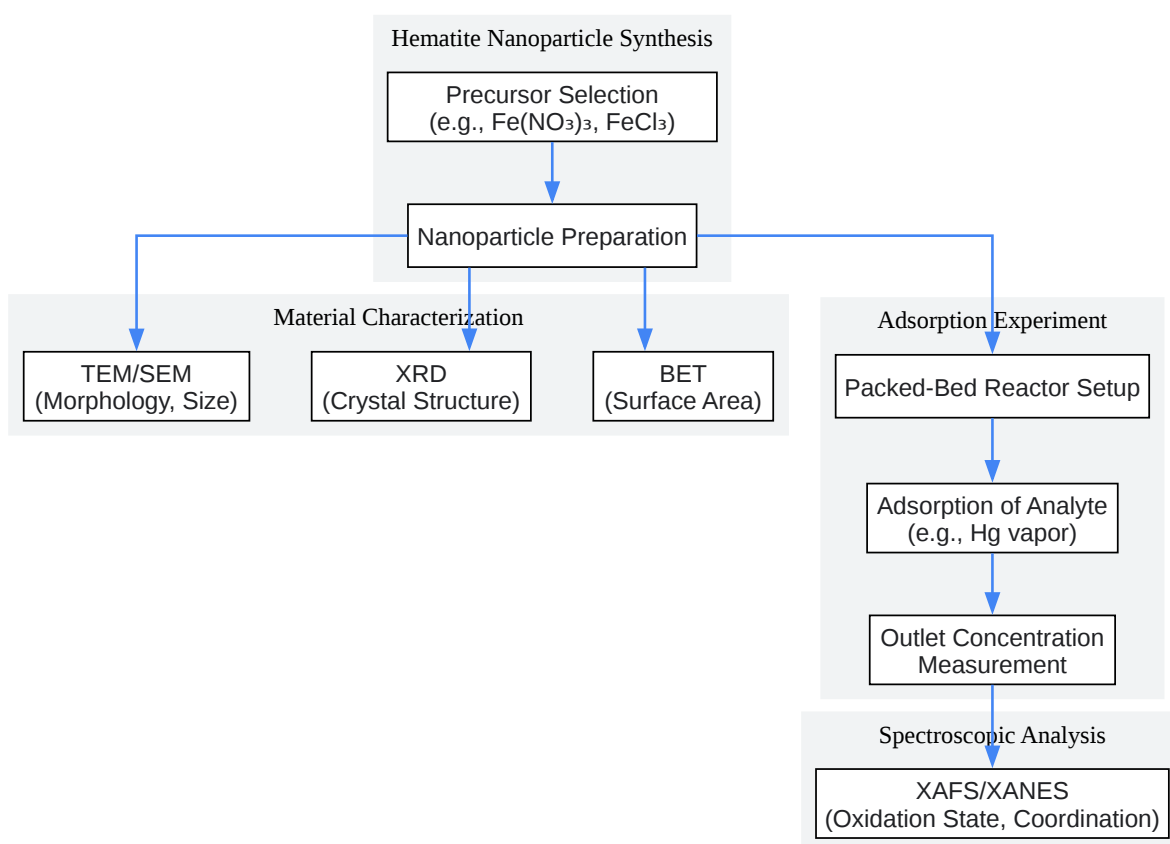 Hematite Nanoparticle Synthesis
Precursor Selection
(e.g., Fe(NO₃)₃, FeCl₃)
Nanoparticle Preparation
Material Characterization
TEM/SEM
(Morphology, Size)
XRD
(Crystal Structure)
BET
(Surface Area)
Adsorption Experiment
Packed-Bed Reactor Setup
Adsorption of Analyte
(e.g., Hg vapor)
Outlet Concentration
Measurement
Spectroscopic Analysis
XAFS/XANES
(Oxidation State, Coordination)